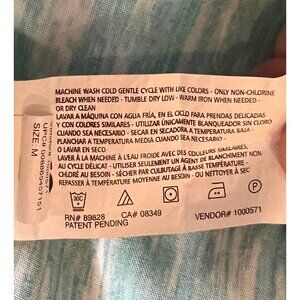 MACHINE WASH COLD GENTLE CYCLE WITH LIKE COLORS - ONLY NON-CHLORINE
BLEACH WHEN NEEDED - TUMBLE DRY LOW - WARM IRON WHEN NEEDED -
OR DRY CLEAN
LAVAR A MÁQUINA CON AGUA FRÍA, EN EL CICLO PARA PRENDAS DELICADAS
Y CON COLORES SIMILARES - UTILIZAR ÚNICAMENTE BLANQUEADOR SIN CLORO
CUANDO SEA NECESARIO - SECAR EN SECADORA A TEMPERATURA BAJA
PLANCHAR A TEMPERATURA MEDIA CUANDO SEA NECESARIO -
O LAVAR EN SECO
LAVER À LA MACHINE À L'EAU FROIDE AVEC DES COULEURS SIMILAIRES,
AU CYCLE DÉLICAT - UTILISER SEULEMENT UN AGENT DE BLANCHIMENT SANS
CHLORE AU BESOIN - SÉCHER PAR CULBUTAGE À BASSE TEMPÉRATURE -
REPASSER À TEMPÉRATURE MOYENNE AU BESOIN - OU NETTOYER À SEC
30C
RN# 89828 CA# 08349 VENDOR# 1000571
PATENT PENDING
SIZE: M